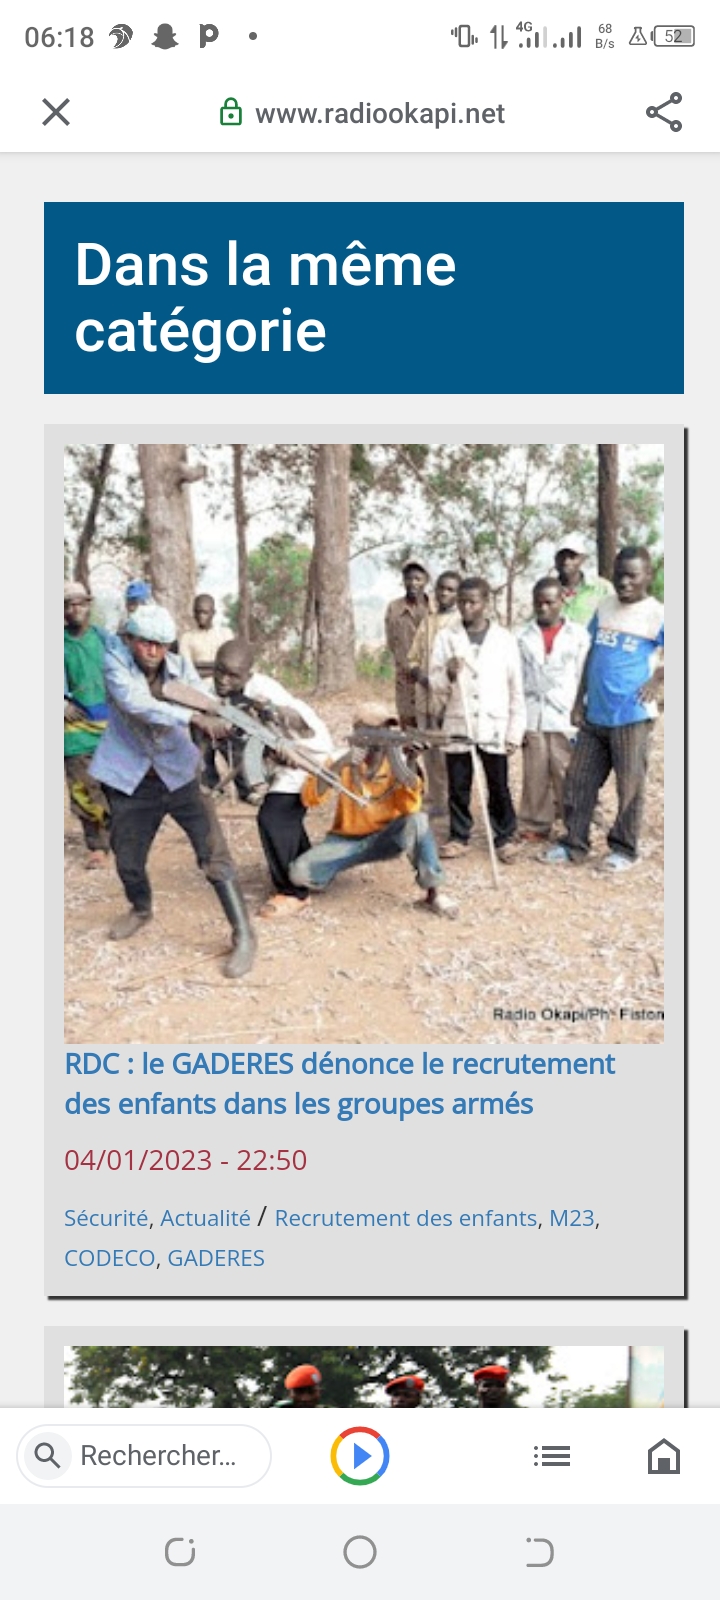 06:18
4G
68
B/s
52
www.radiookapi.net
Dans la même
catégorie
Radio Okapi/Ph. Fiston
RDC : le GADERES dénonce le recrutement
des enfants dans les groupes armés
04/01/2023 - 22:50
Sécurité, Actualité / Recrutement des enfants, M23,
CODECO, GADERES
Rechercher...